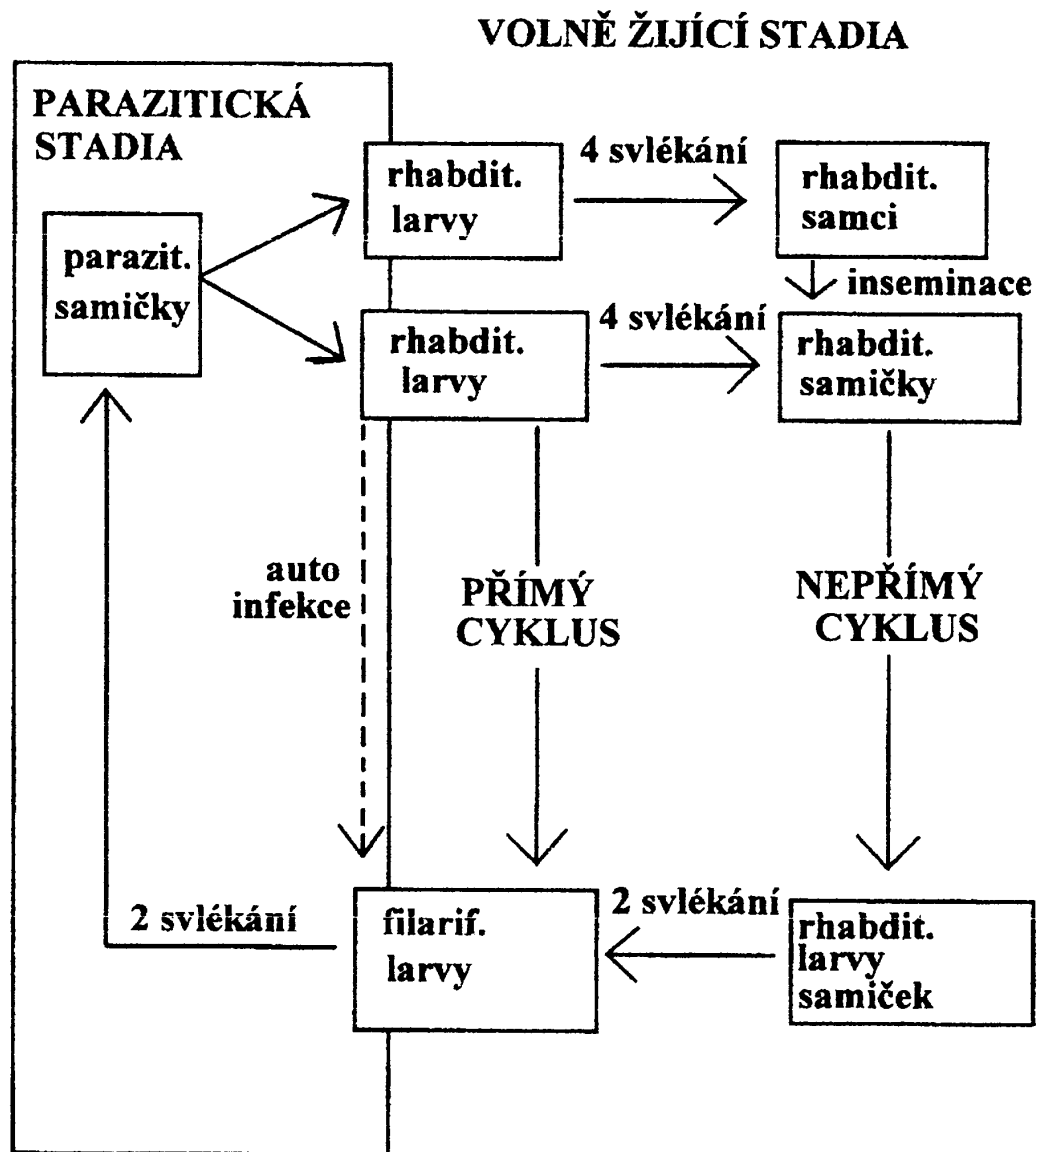 VOLNĚ ŽIJÍCÍ STADIA
PARAZITICKÁ
STADIA
rhabdit.
larvy
4 svlékání
rhabdit.
samci
parazit.
samičky
inseminace
rhabdit.
larvy
4 svlékání
rhabdit.
samičky
auto
infekce
PŘÍMÝ
CYKLUS
NEPŘÍMÝ
CYKLUS
2 svlékání
filarif.
larvy
2 svlékání
rhabdit.
larvy
samiček